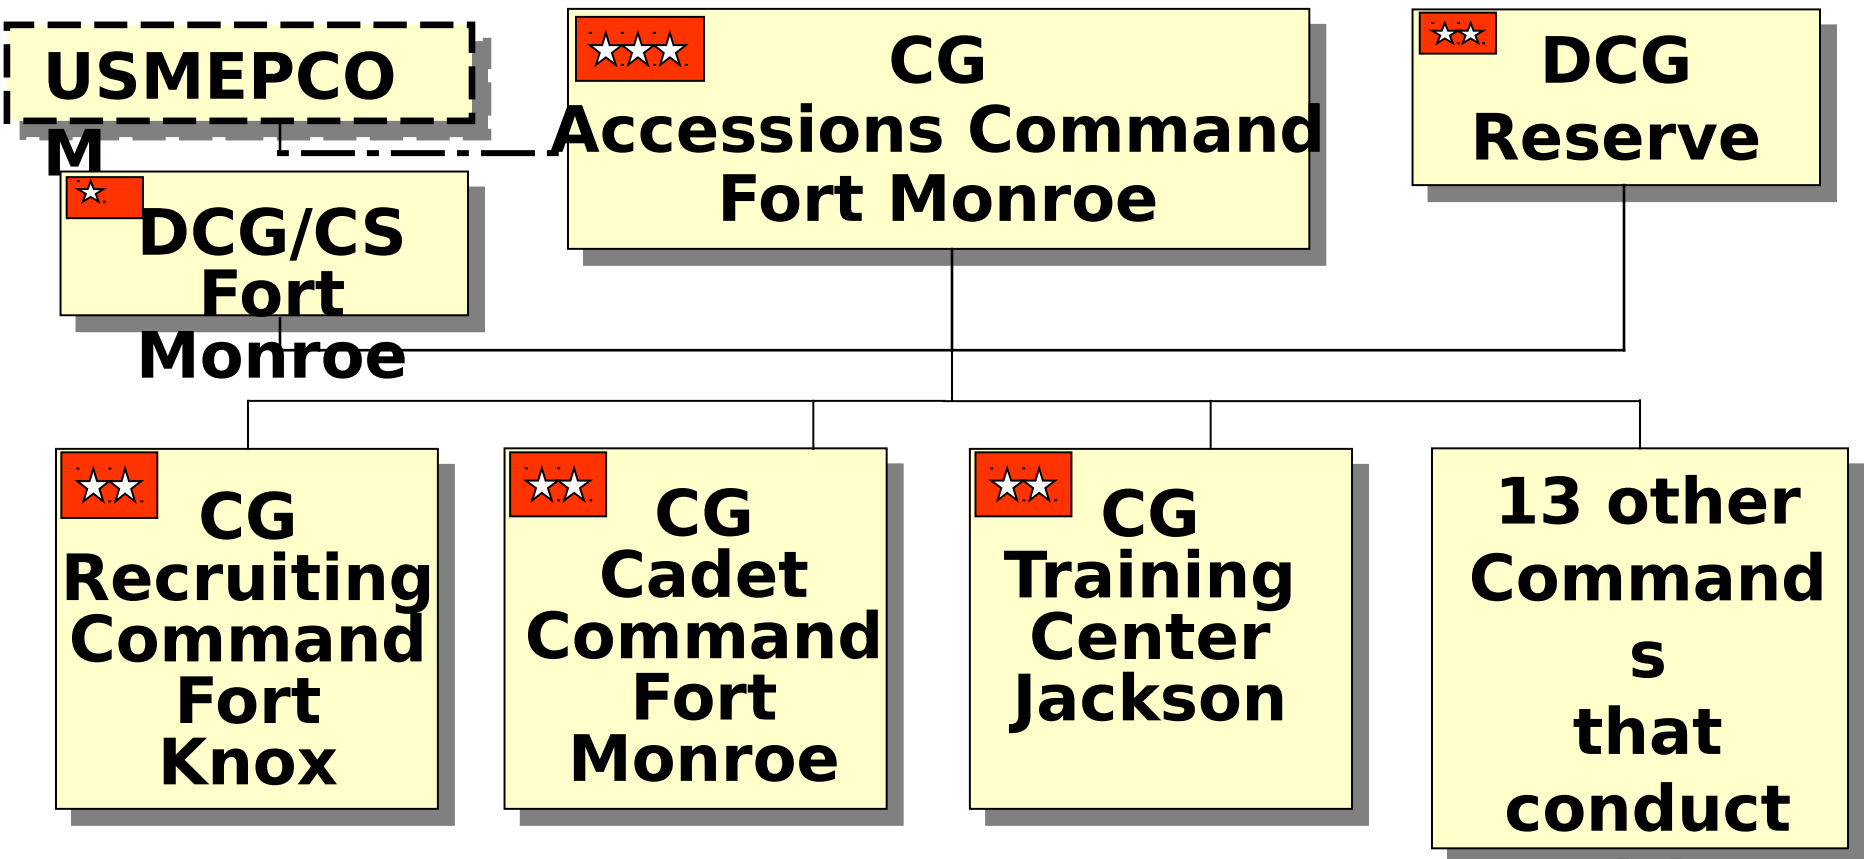 USMEPCO
M
CG
Accessions Command
Fort Monroe
DCG
Reserve
DCG/CS
Fort
Monroe
CG
Recruiting
Command
Fort
Knox
CG
Cadet
Command
Fort
Monroe
CG
Training
Center
Jackson
13 other
Command
s
that
conduct